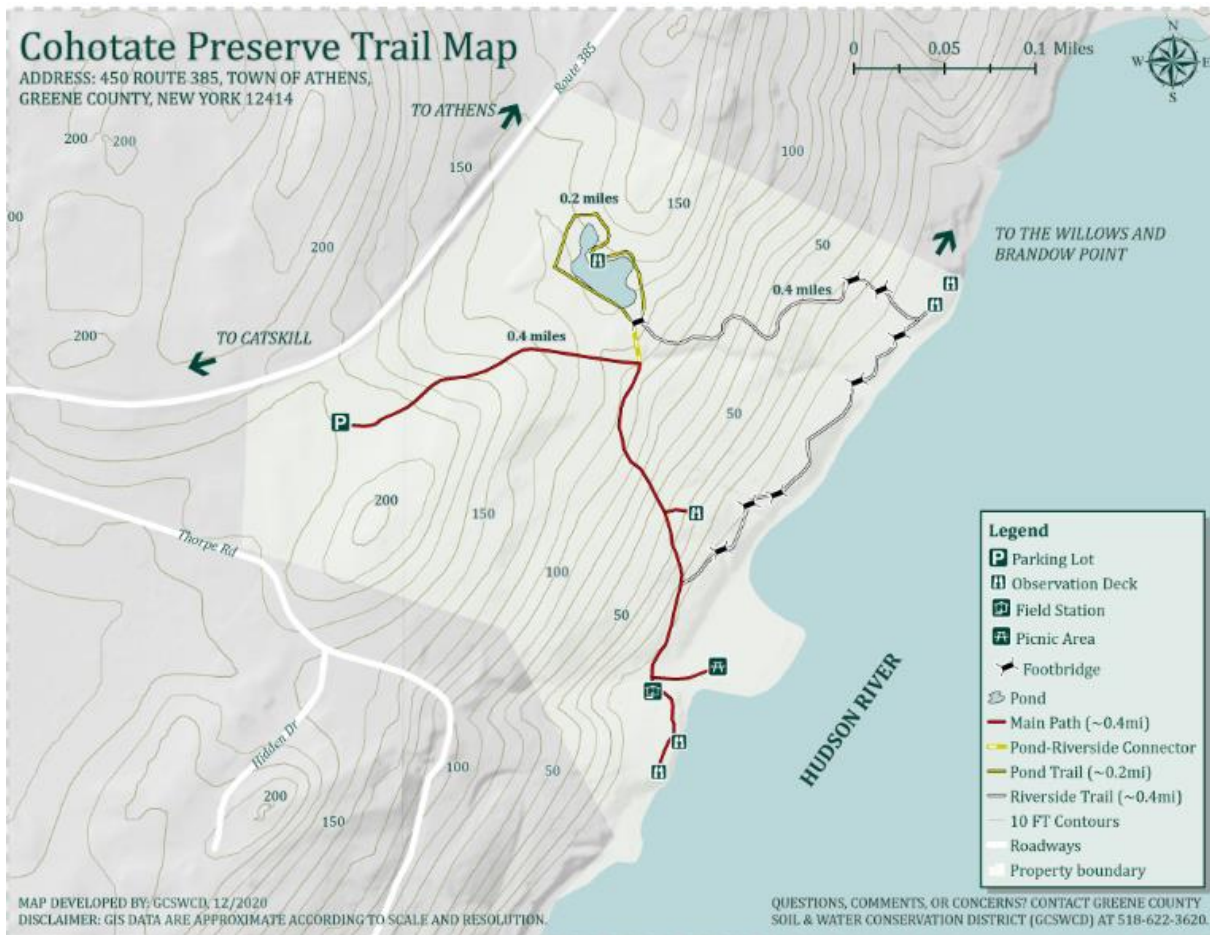 Cohotate Preserve Trail Map
ADDRESS: 450 ROUTE 385, TOWN OF ATHENS,
GREENE COUNTY, NEW YORK 12414
0 0.05 0.1 Miles
N
W E
S
Route 385
TO ATHENS
200
200
150
100
00
200
0.2 miles
150
50
TO THE WILLOWS AND
BRANDOW POINT
0.4 miles
200
TO CATSKILL
0.4 miles
50
P
200
150
Thorpe Rd
100
50
HUDSON RIVER
Hidden Dr
100
50
200
150
Legend
P Parking Lot
Observation Deck
Field Station
Picnic Area
Footbridge
Pond
Main Path (~0.4mi)
Pond-Riverside Connector
Pond Trail (~0.2mi)
Riverside Trail (~0.4mi)
10 FT Contours
Roadways
Property boundary
MAP DEVELOPED BY: GCSWCD, 12/2020
DISCLAIMER: GIS DATA ARE APPROXIMATE ACCORDING TO SCALE AND RESOLUTION.
QUESTIONS, COMMENTS, OR CONCERNS? CONTACT GREENE COUNTY
SOIL & WATER CONSERVATION DISTRICT (GCSWCD) AT 518-622-3620.